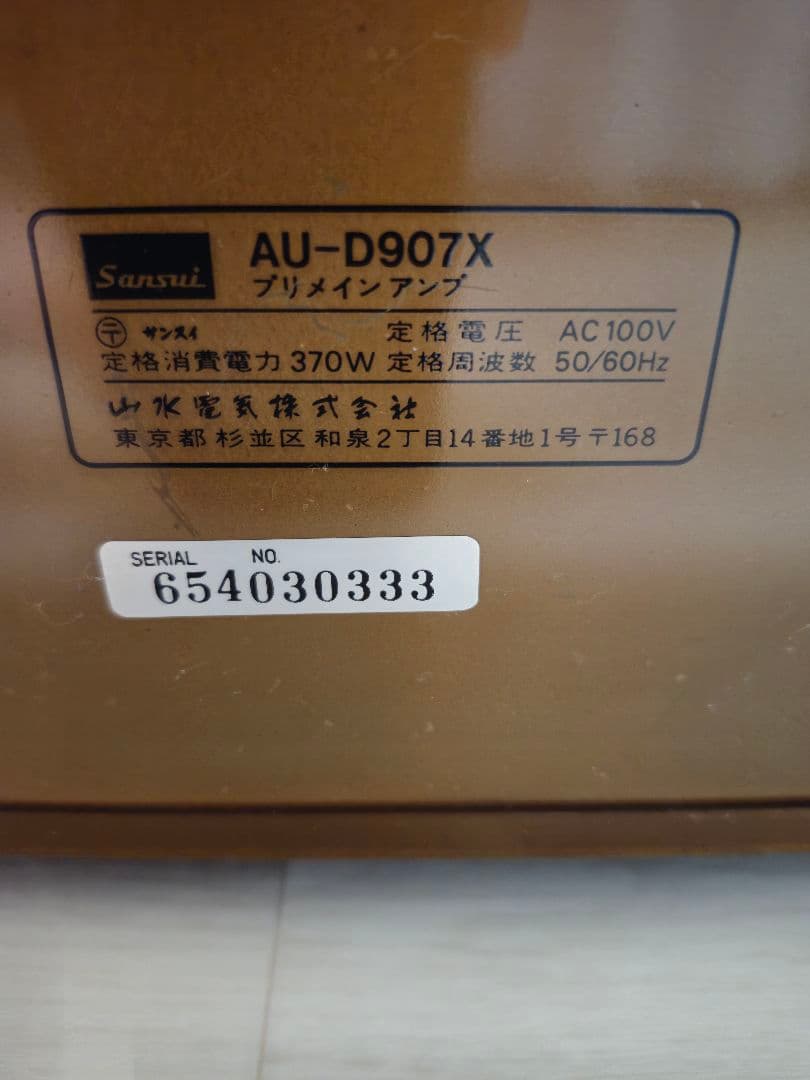 Sansui AU-D907X
プリメインアンプ
〒 サンスイ 定格電圧 AC100V
定格消費電力 370W 定格周波数 50/60Hz
山水電気株式会社
東京都杉並区和泉2丁目14番地1号〒168
SERIAL NO.
654030333